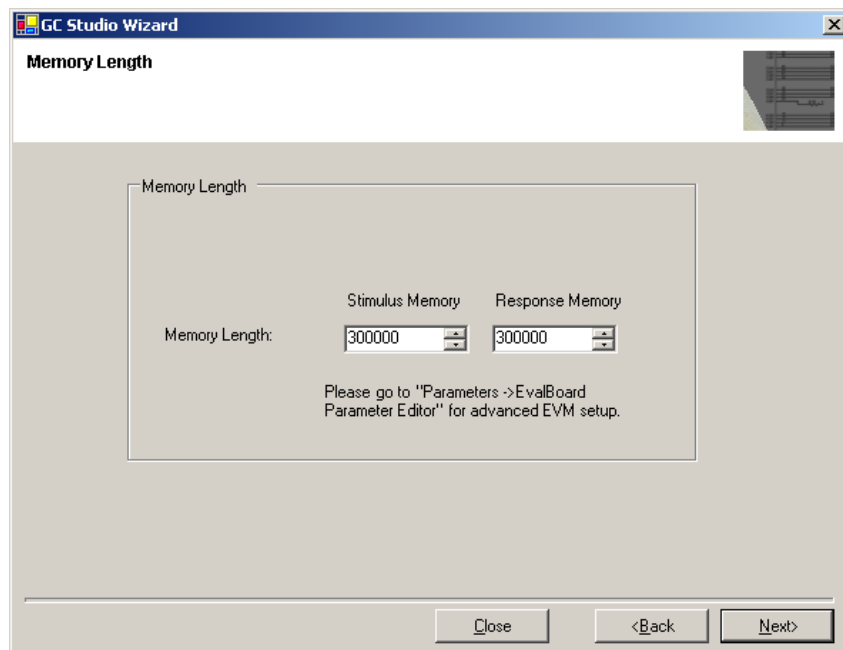 GC Studio Wizard
Memory Length
Memory Length
Stimulus Memory Response Memory
Memory Length: 300000 300000
Please go to "Parameters ->EvalBoard
Parameter Editor" for advanced EVM setup.
Close <Back Next>